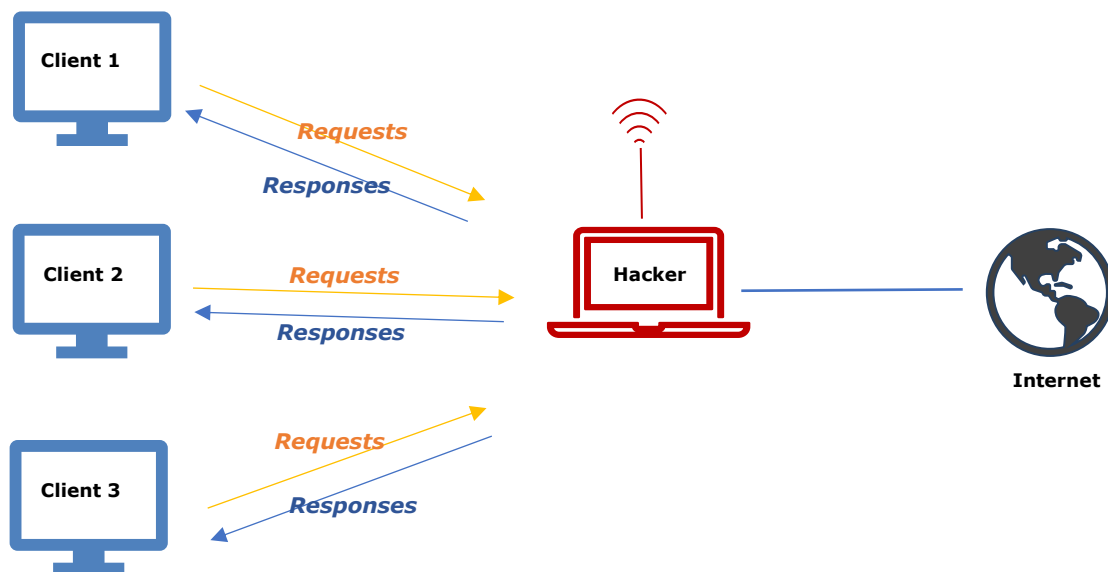 Client 1
Requests
Responses
Client 2
Requests
Hacker
Responses
Internet
Requests
Client 3
Responses